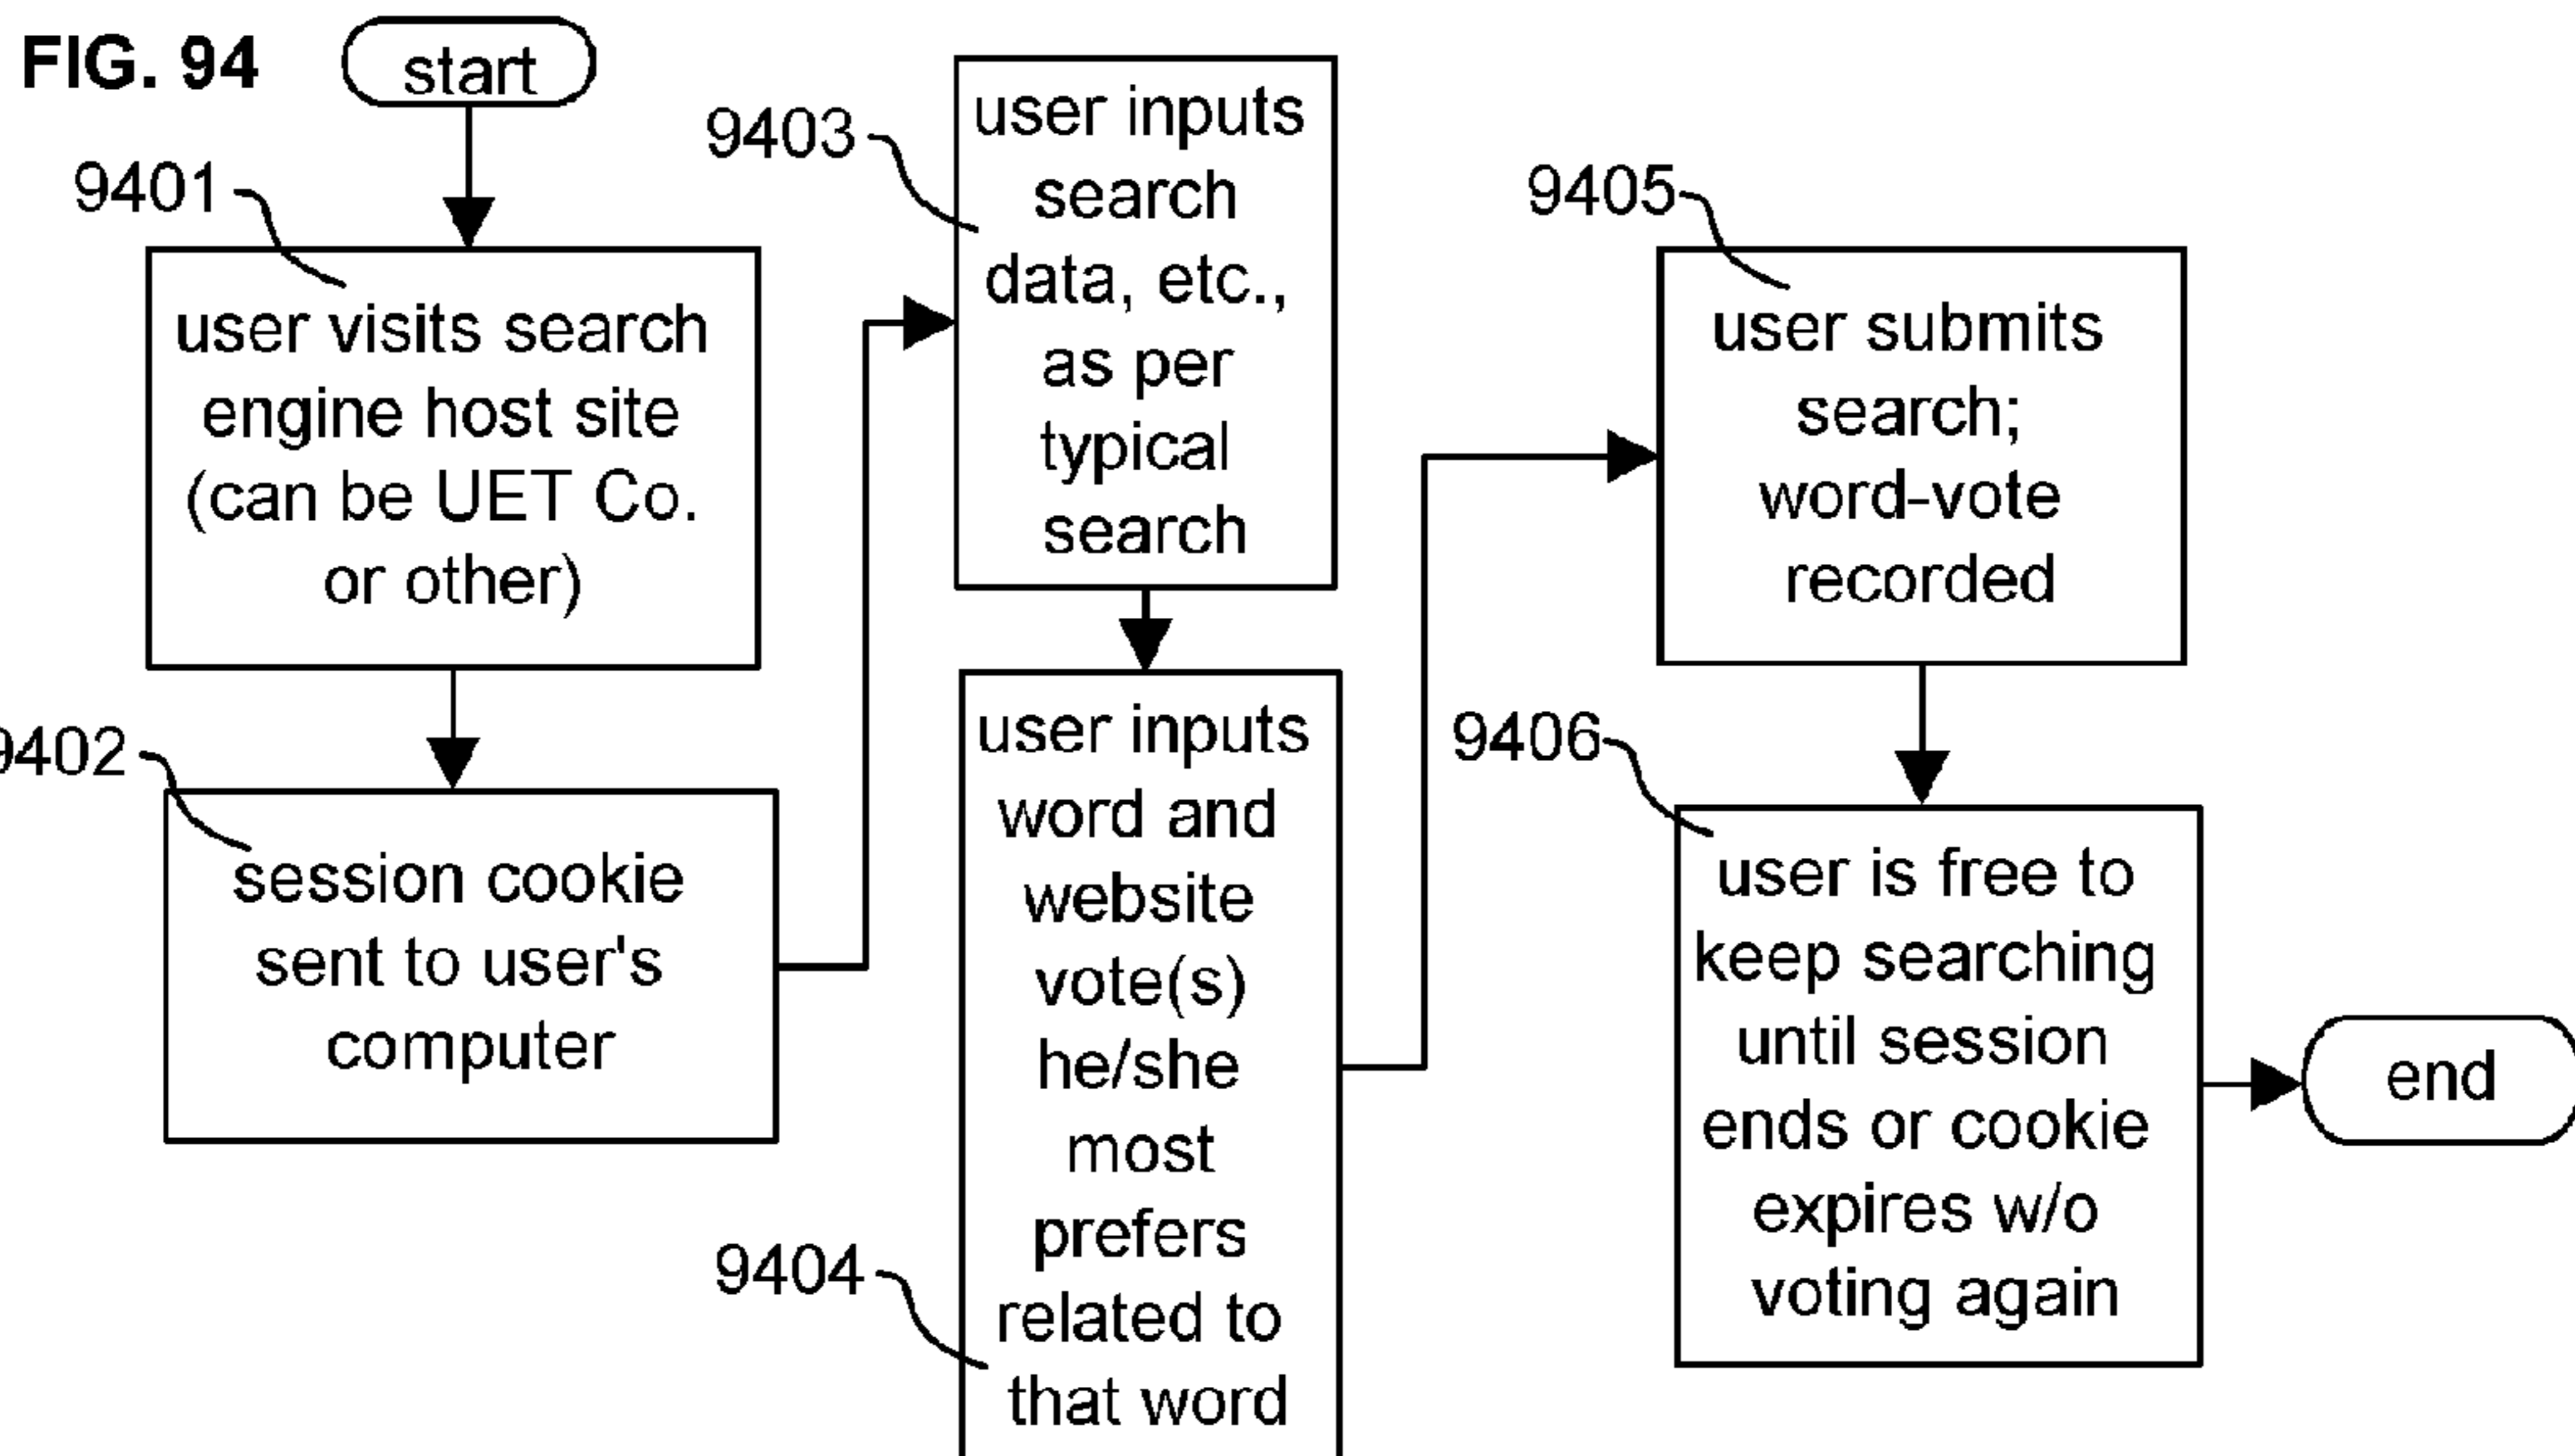 FIG. 94
start
9401
user visits search
engine host site
(can be UET Co.
or other)
9402
session cookie
sent to user's
computer
9403
user inputs
search
data, etc.,
as per
typical
search
user inputs
word and
website
vote(s)
he/she
most
prefers
related to
that word
9404
9405
user submits
search;
word-vote
recorded
9406
user is free to
keep searching
until session
ends or cookie
expires w/o
voting again
end